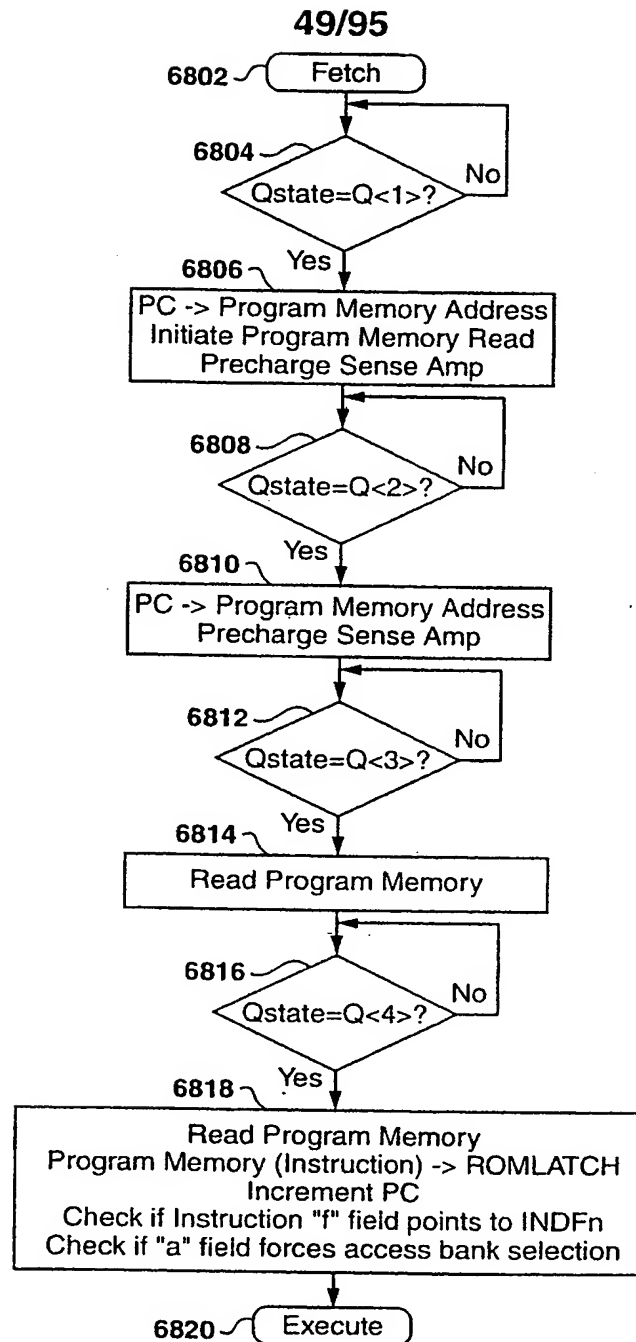 49/95
6802
Fetch
6804
Qstate=Q<1>?
No
Yes
6806
PC -> Program Memory Address
Initiate Program Memory Read
Precharge Sense Amp
6808
Qstate=Q<2>?
No
Yes
6810
PC -> Program Memory Address
Precharge Sense Amp
6812
Qstate=Q<3>?
No
Yes
6814
Read Program Memory
6816
Qstate=Q<4>?
No
Yes
6818
Read Program Memory
Program Memory (Instruction) -> ROMLATCH
Increment PC
Check if Instruction "f" field points to INDFn
Check if "a" field forces access bank selection
6820
Execute